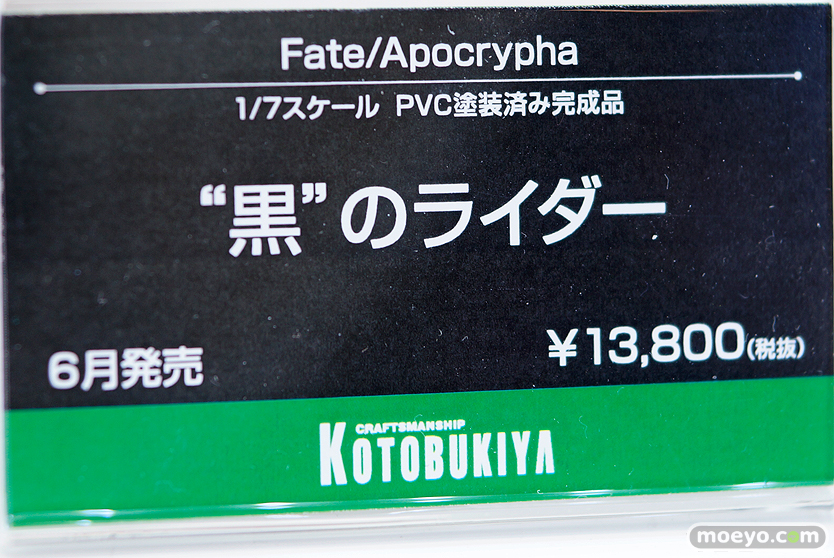 Fate/Apocrypha
1/7スケール PVC塗装済み完成品
“黒”のライダー
6月発売
¥13,800(税抜)
CRAFTSMANSHIP
KOTOBUKIYA
moeyo.com